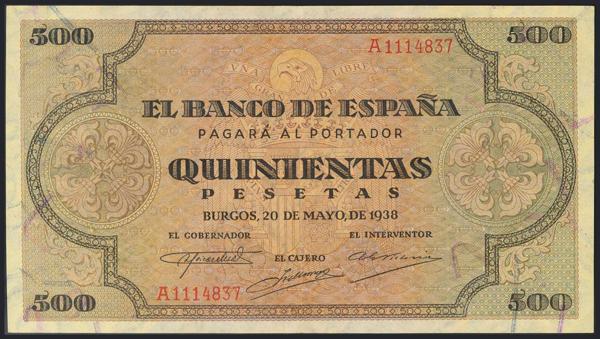 500 500
A1114837
UNA LIBRE
GRANDE
EL BANCO DE ESPAÑA
PAGARÁ AL PORTADOR
QUINIENTAS
PESETAS
BURGOS, 20 DE MAYO, DE 1938
EL GOBERNADOR EL INTERVENTOR
EL CAJERO
A1114837
500 500